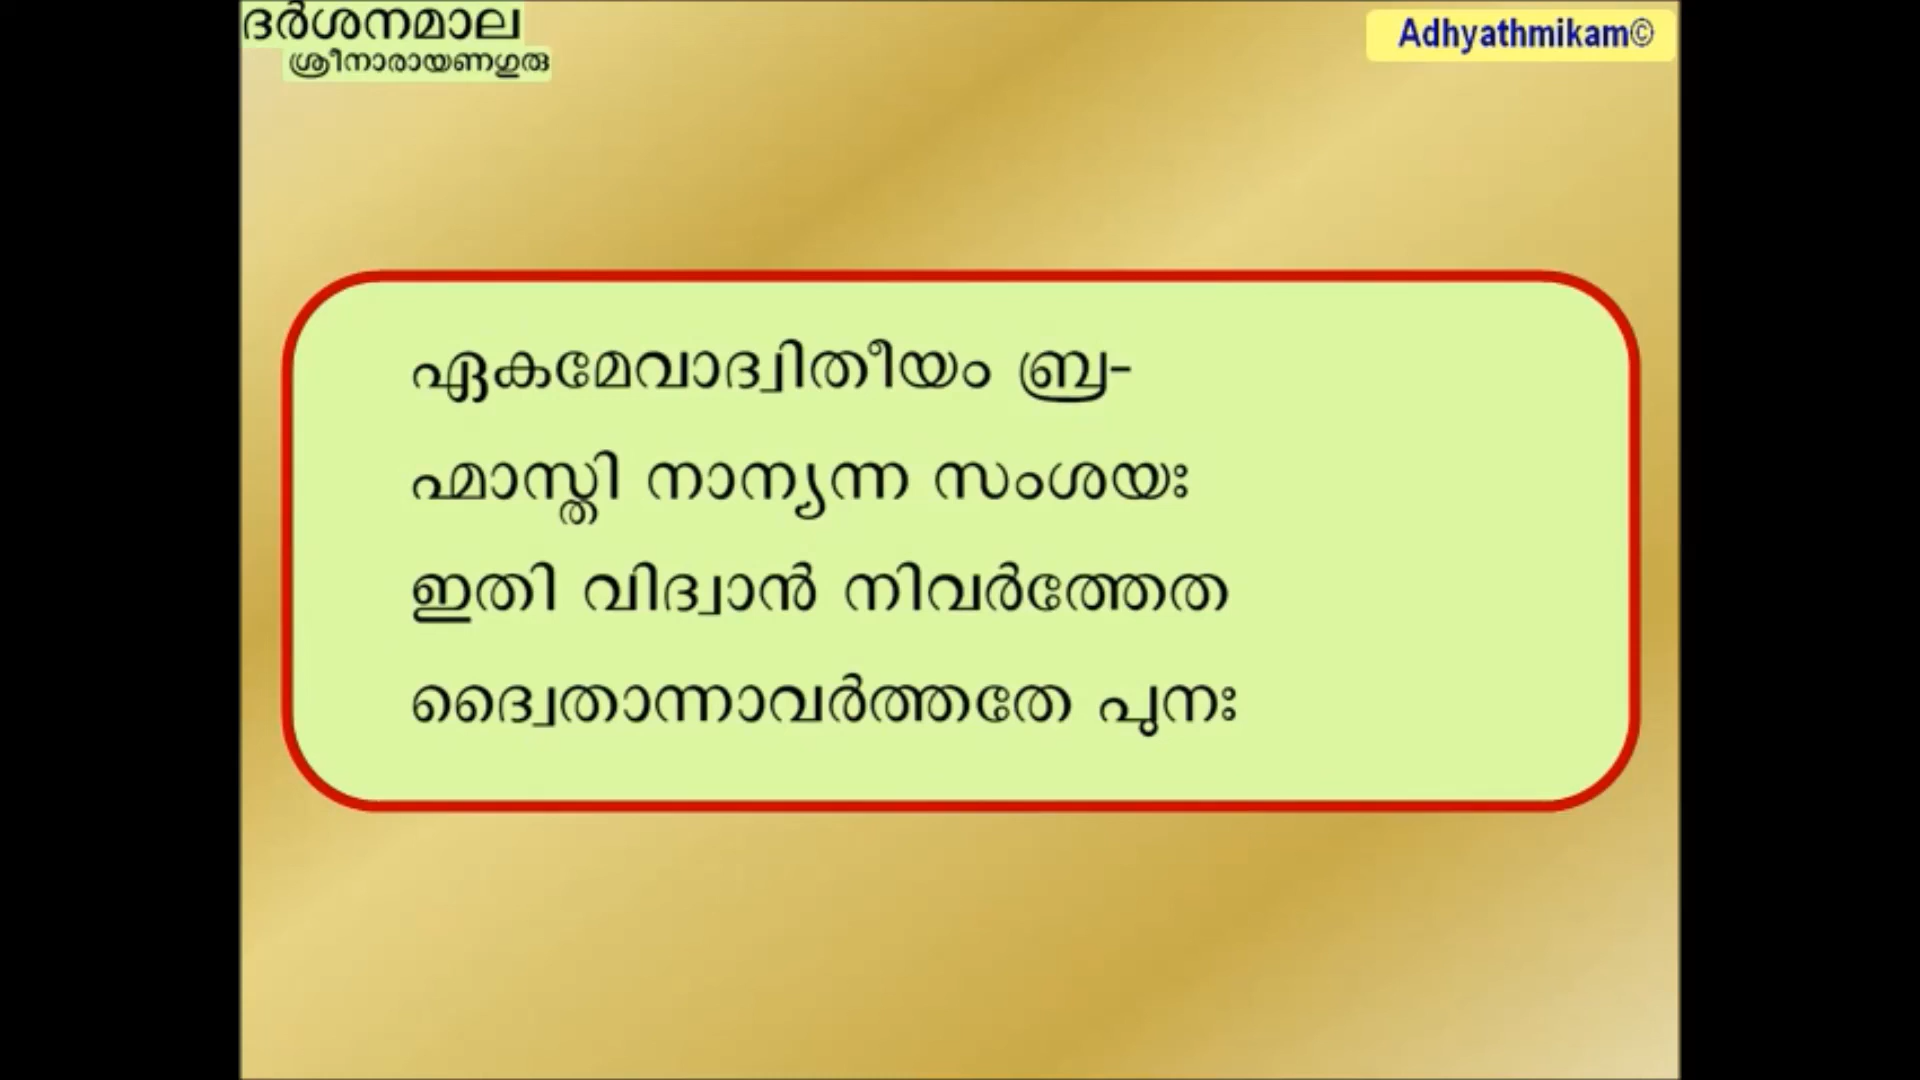 ദർശനമാല
ശ്രീനാരായണഗുരു
Adhyathmikam©
ഏകമേവാദ്വിതീയം ബ്ര-
ഹ്മാസ്തി നാന്യന്ന സംശയഃ
ഇതി വിദ്വാൻ നിവർത്തേത
ദ്വൈതാന്നാവർത്തതേ പുനഃ